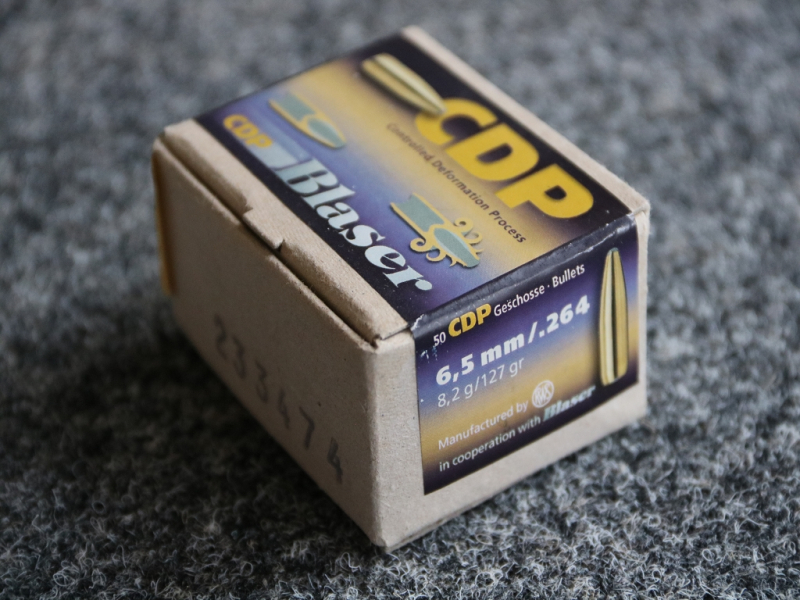 CDP
Controlled Deformation Process
CDP
Blaser
50 CDP Geschosse · Bullets
6,5 mm/.264
8,2 g/127 gr
Manufactured by RWS
in cooperation with Blaser
233474